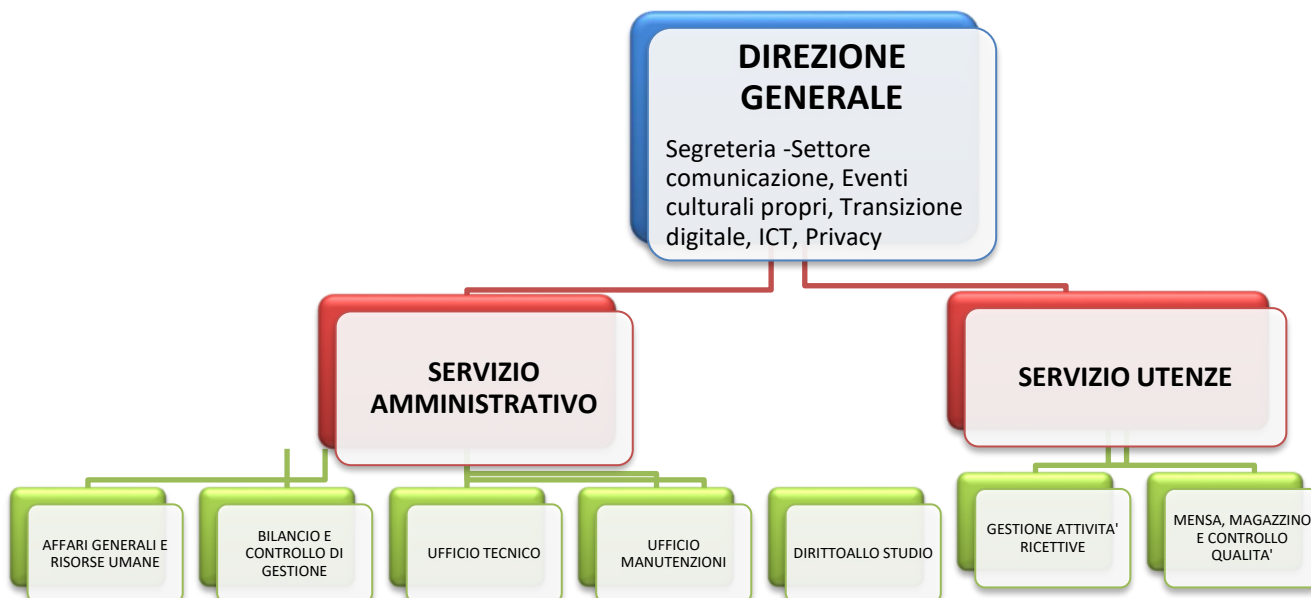 DIREZIONE
GENERALE
Segreteria -Settore
comunicazione, Eventi
culturali propri, Transizione
digitale, ICT, Privacy
SERVIZIO
AMMINISTRATIVO
SERVIZIO UTENZE
AFFARI GENERALI E
RISORSE UMANE
BILANCIO E
CONTROLLO DI
GESTIONE
UFFICIO TECNICO
UFFICIO
MANUTENZIONI
DIRITTOALLO STUDIO
GESTIONE ATTIVITA'
RICETTIVE
MENSA, MAGAZZINO
E CONTROLLO
QUALITA'